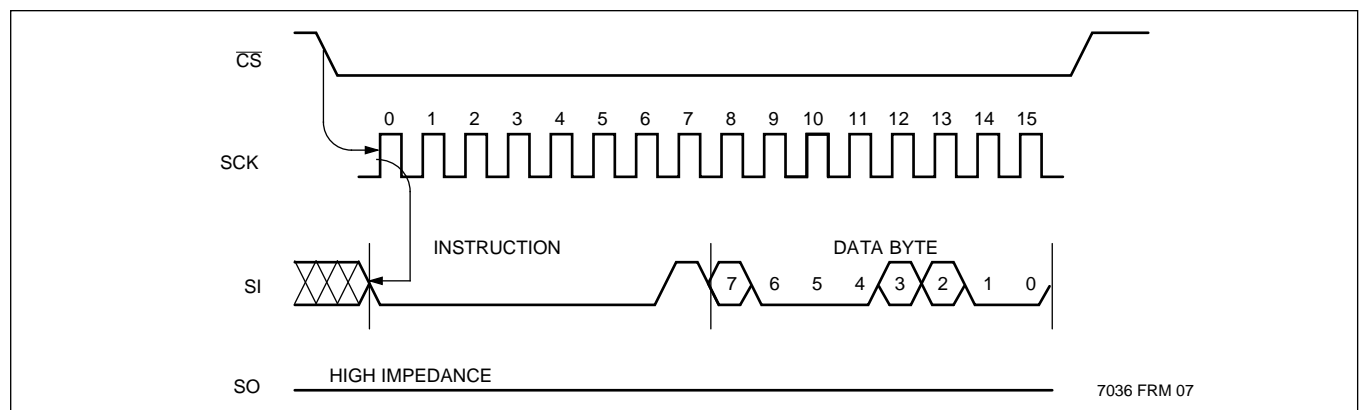 CS
0 1 2 3 4 5 6 7 8 9 10 11 12 13 14 15
SCK
INSTRUCTION DATA BYTE
SI 7 6 5 4 3 2 1 0
HIGH IMPEDANCE
SO
7036 FRM 07